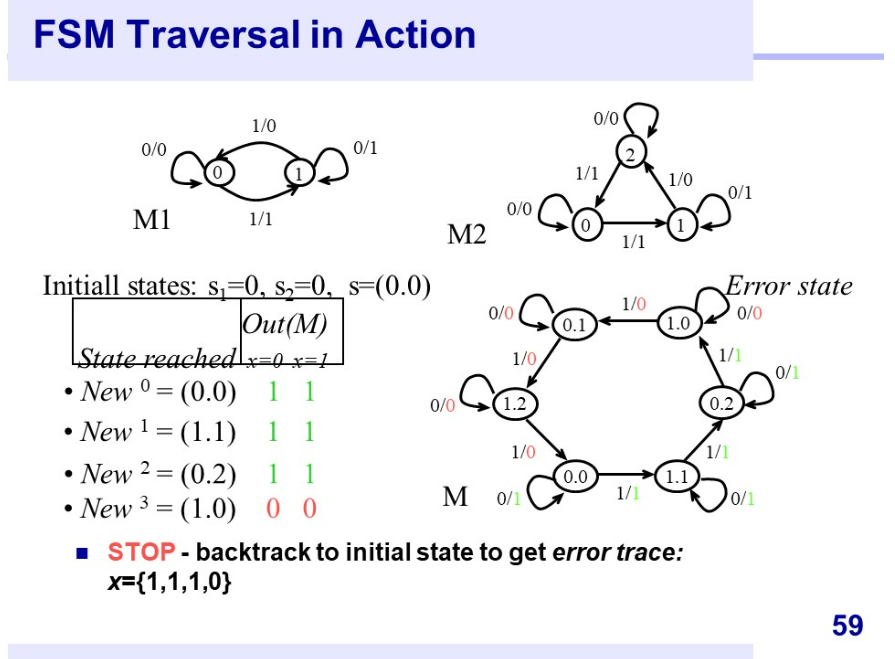 FSM Traversal in Action
0/0
1/0
0/1
0
1
M1
1/1
0/0
2
1/1
1/0
0/0
0/1
0
1
M2
1/1
Initiall states: s1=0, s2=0, s=(0.0)
Out(M)
State reached x=0 x=1
• New 0 = (0.0) 1 1
• New 1 = (1.1) 1 1
• New 2 = (0.2) 1 1
• New 3 = (1.0) 0 0
Error state
0/0
0.1
1/0
1.0
0/0
1/0
1/1
0/1
0/0
1.2
0.2
1/0
1/1
0.0
1.1
M
0/1
1/1
0/1
■ STOP - backtrack to initial state to get error trace:
x={1,1,1,0}
59